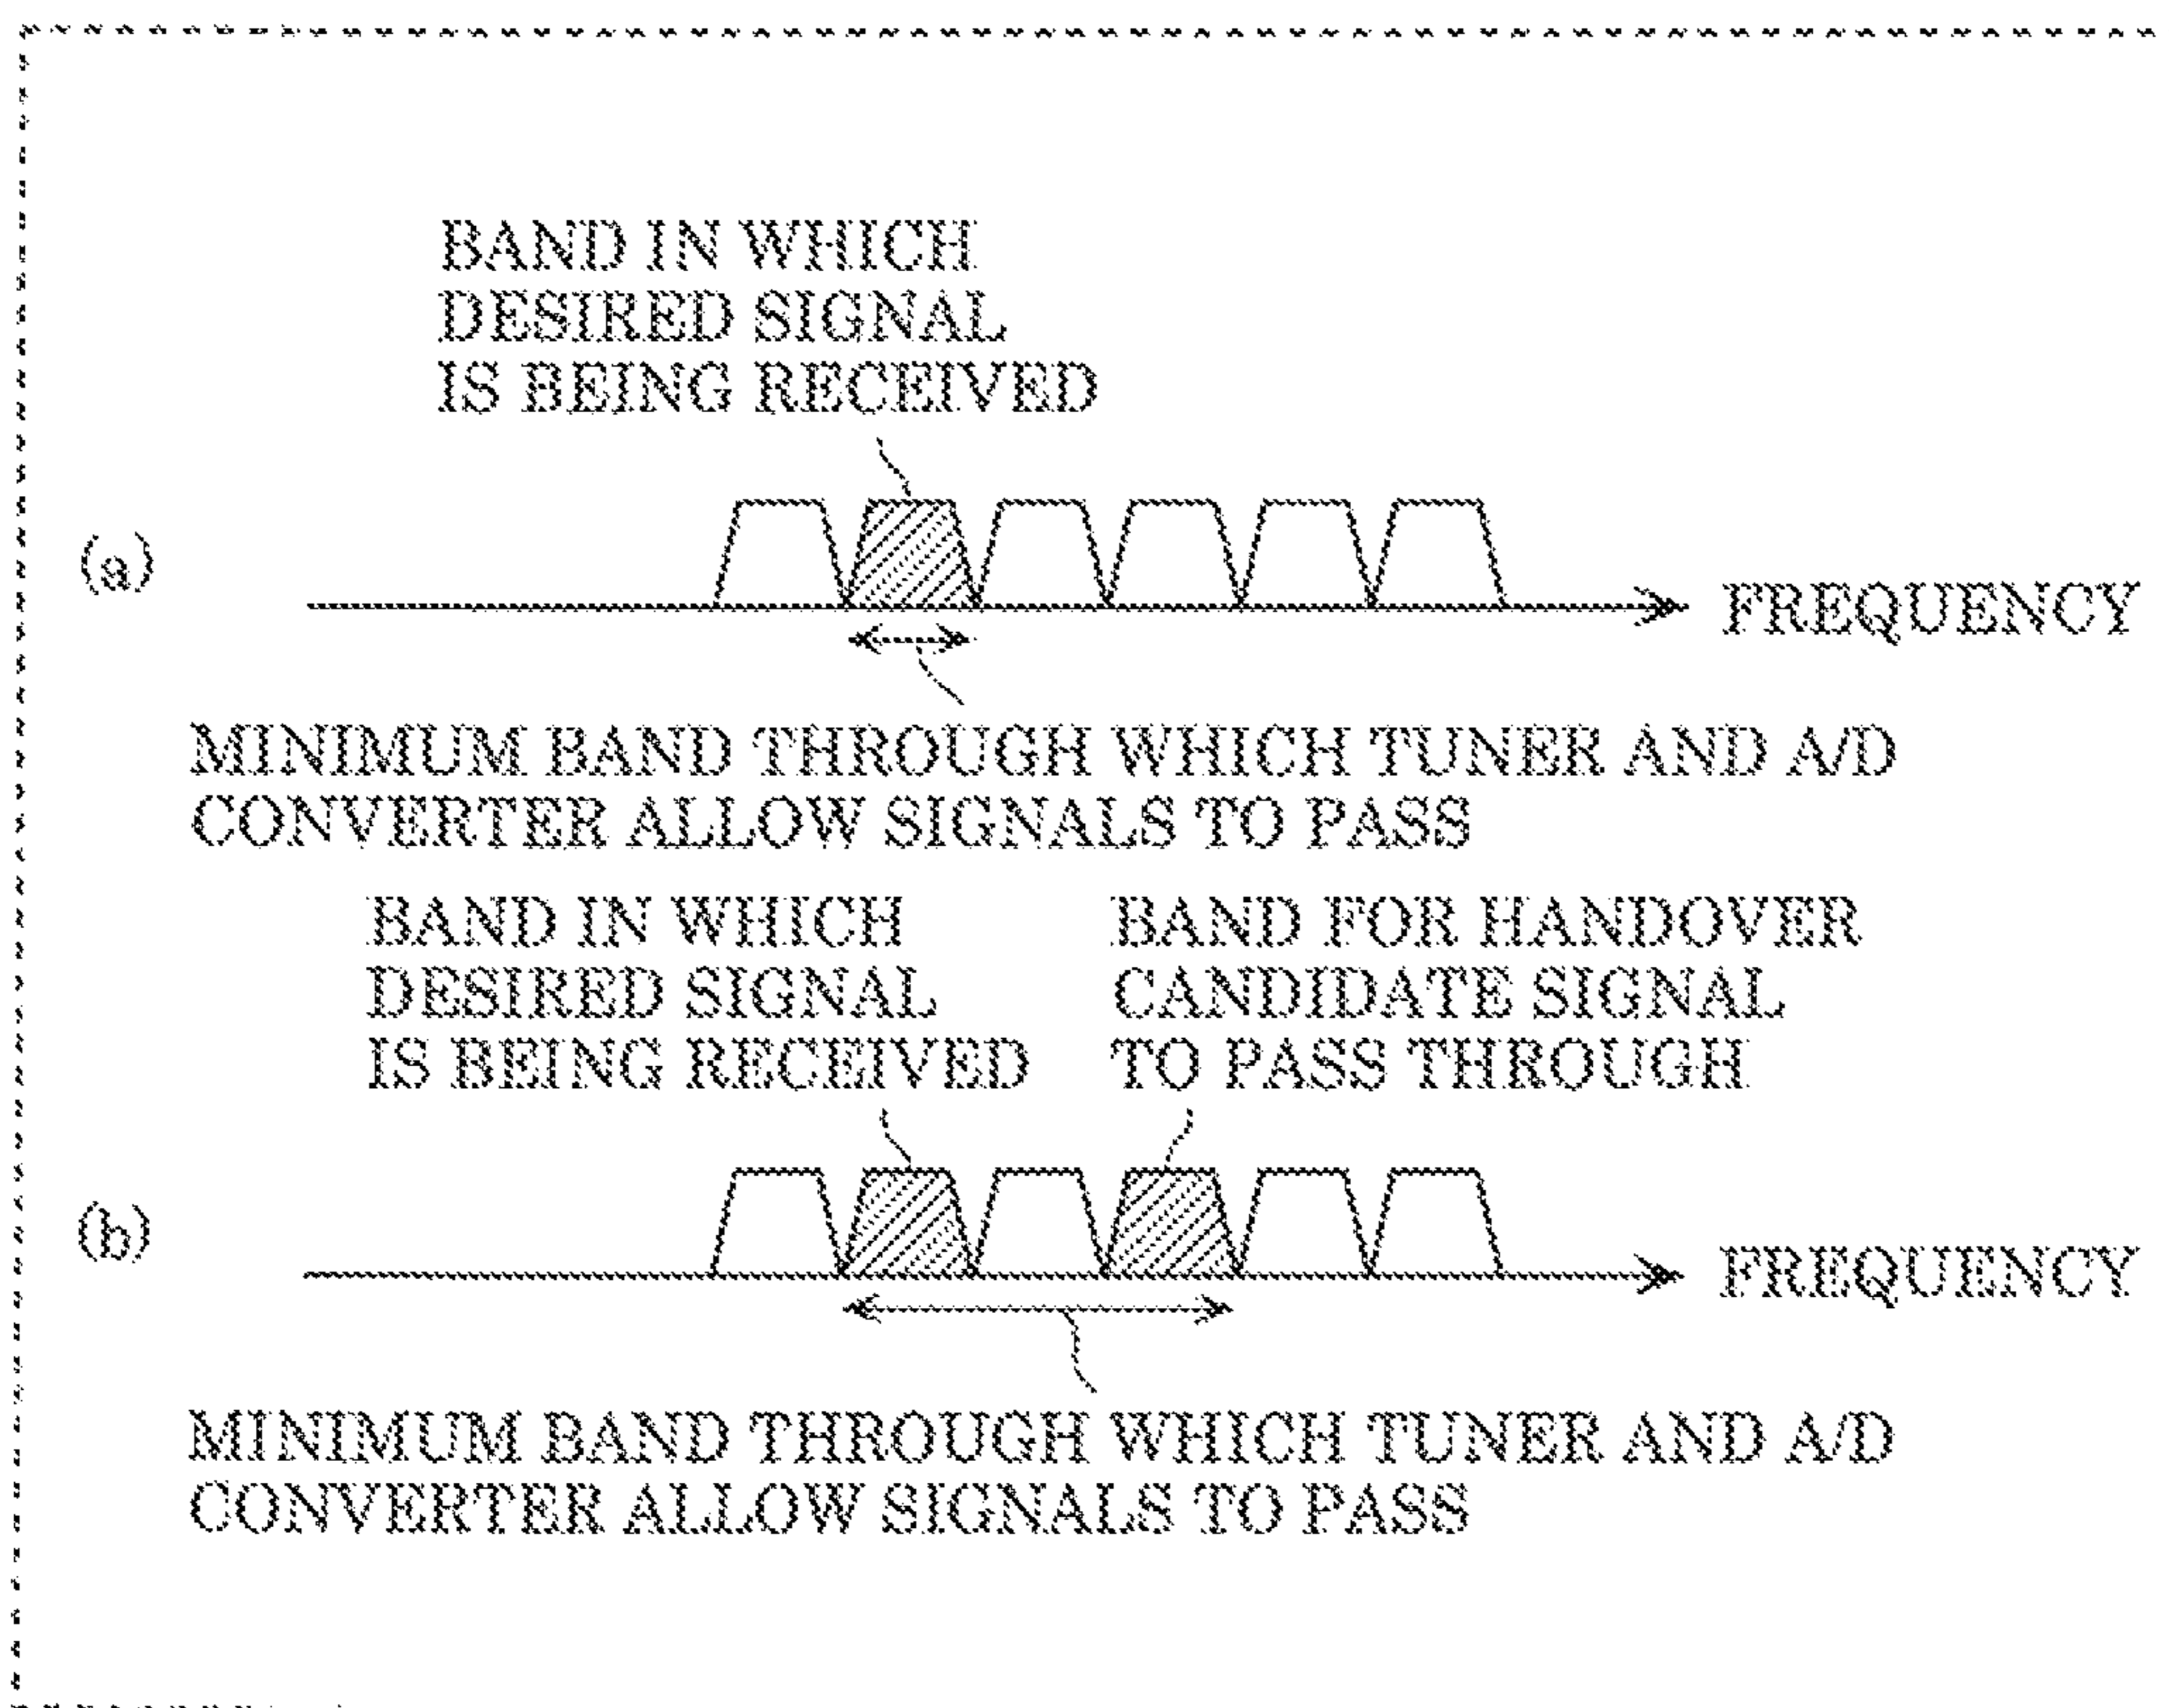 BAND IN WHICH
DESIRED SIGNAL
IS BEING RECEIVED
(a)
FREQUENCY
MINIMUM BAND THROUGH WHICH TUNER AND A/D
CONVERTER ALLOW SIGNALS TO PASS
BAND IN WHICH
DESIRED SIGNAL
IS BEING RECEIVED
BAND FOR HANDOVER
CANDIDATE SIGNAL
TO PASS THROUGH
(b)
FREQUENCY
MINIMUM BAND THROUGH WHICH TUNER AND A/D
CONVERTER ALLOW SIGNALS TO PASS